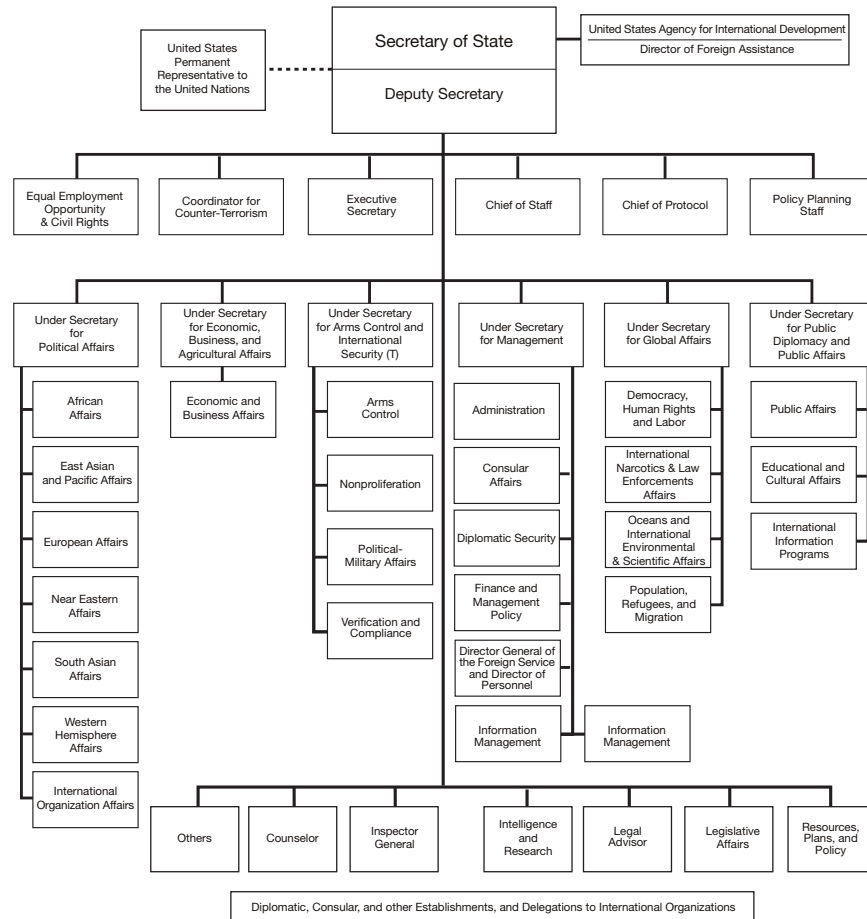 Secretary of State
Deputy Secretary
United States
Permanent
Representative to
the United Nations
United States Agency for International Development
Director of Foreign Assistance
Equal Employment
Opportunity
& Civil Rights
Coordinator for
Counter-Terrorism
Executive
Secretary
Chief of Staff
Chief of Protocol
Policy Planning
Staff
Under Secretary
for
Political Affairs
Under Secretary
for Economic,
Business, and
Agricultural Affairs
Under Secretary
for Arms Control and
International
Security (T)
Under Secretary
for Management
Under Secretary
for Global Affairs
Under Secretary
for Public
Diplomacy and
Public Affairs
African
Affairs
East Asian
and Pacific Affairs
European Affairs
Near Eastern
Affairs
South Asian
Affairs
Western
Hemisphere
Affairs
International
Organization Affairs
Economic and
Business Affairs
Arms
Control
Nonproliferation
Political-
Military Affairs
Verification and
Compliance
Administration
Consular
Affairs
Diplomatic Security
Finance and
Management
Policy
Director General of
the Foreign Service
and Director of
Personnel
Information
Management
Information
Management
Democracy,
Human Rights
and Labor
International
Narcotics & Law
Enforcements
Affairs
Oceans and
International
Environmental
& Scientific Affairs
Population,
Refugees, and
Migration
Public Affairs
Educational and
Cultural Affairs
International
Information
Programs
Others
Counselor
Inspector
General
Intelligence
and
Research
Legal
Advisor
Legislative
Affairs
Resources,
Plans, and
Policy
Diplomatic, Consular, and other Establishments, and Delegations to International Organizations